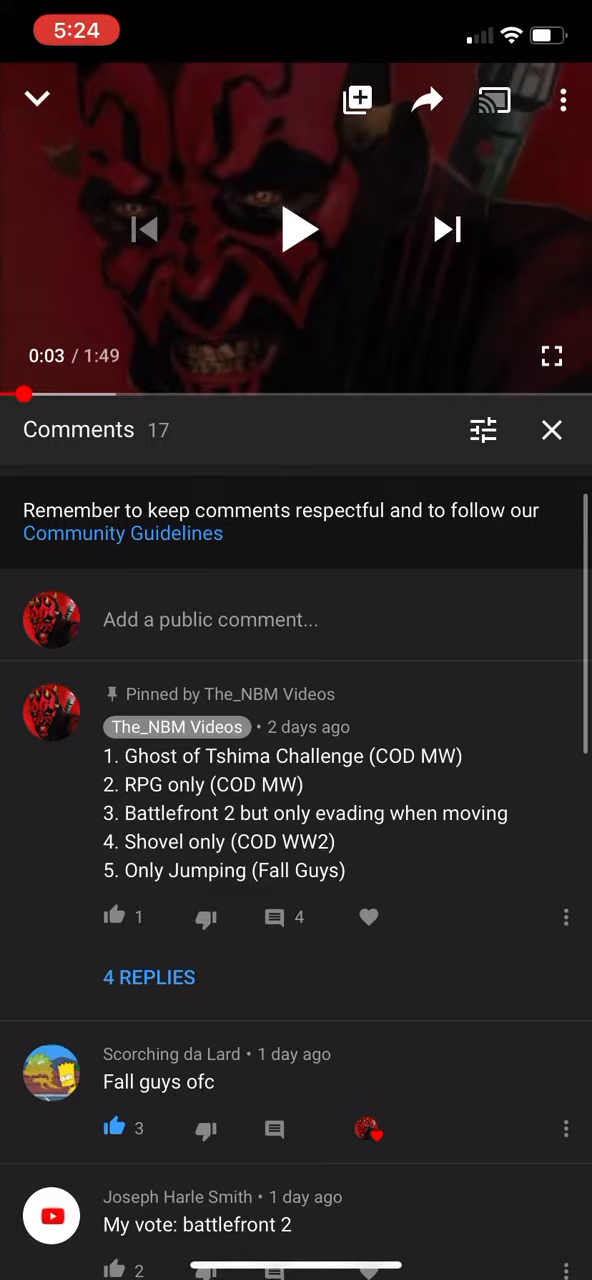 5:24
0:03 / 1:49
Comments 17
Remember to keep comments respectful and to follow our
Community Guidelines
Add a public comment...
Pinned by The_NBM Videos
The_NBM Videos • 2 days ago
1. Ghost of Tshima Challenge (COD MW)
2. RPG only (COD MW)
3. Battlefront 2 but only evading when moving
4. Shovel only (COD WW2)
5. Only Jumping (Fall Guys)
1 4
4 REPLIES
Scorching da Lard • 1 day ago
Fall guys ofc
3
Joseph Harle Smith • 1 day ago
My vote: battlefront 2
2